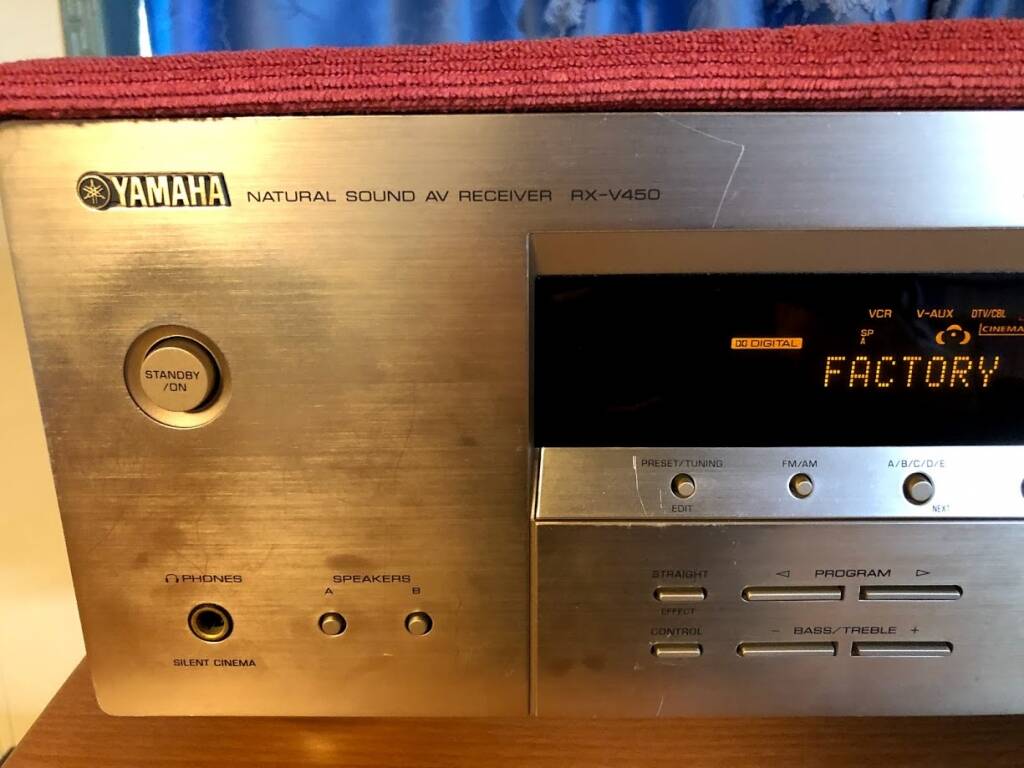 YAMAHA NATURAL SOUND AV RECEIVER RX-V450
VCR V-AUX DTV/CBL
SP
A
CINEMA
DIGITAL
FACTORY
STANDBY
/ON
PRESET/TUNING FM/AM A/B/C/D/E
EDIT NEXT
PHONES SPEAKERS
A B
SILENT CINEMA
STRAIGHT ◁ PROGRAM ▷
EFFECT
CONTROL − BASS/TREBLE +